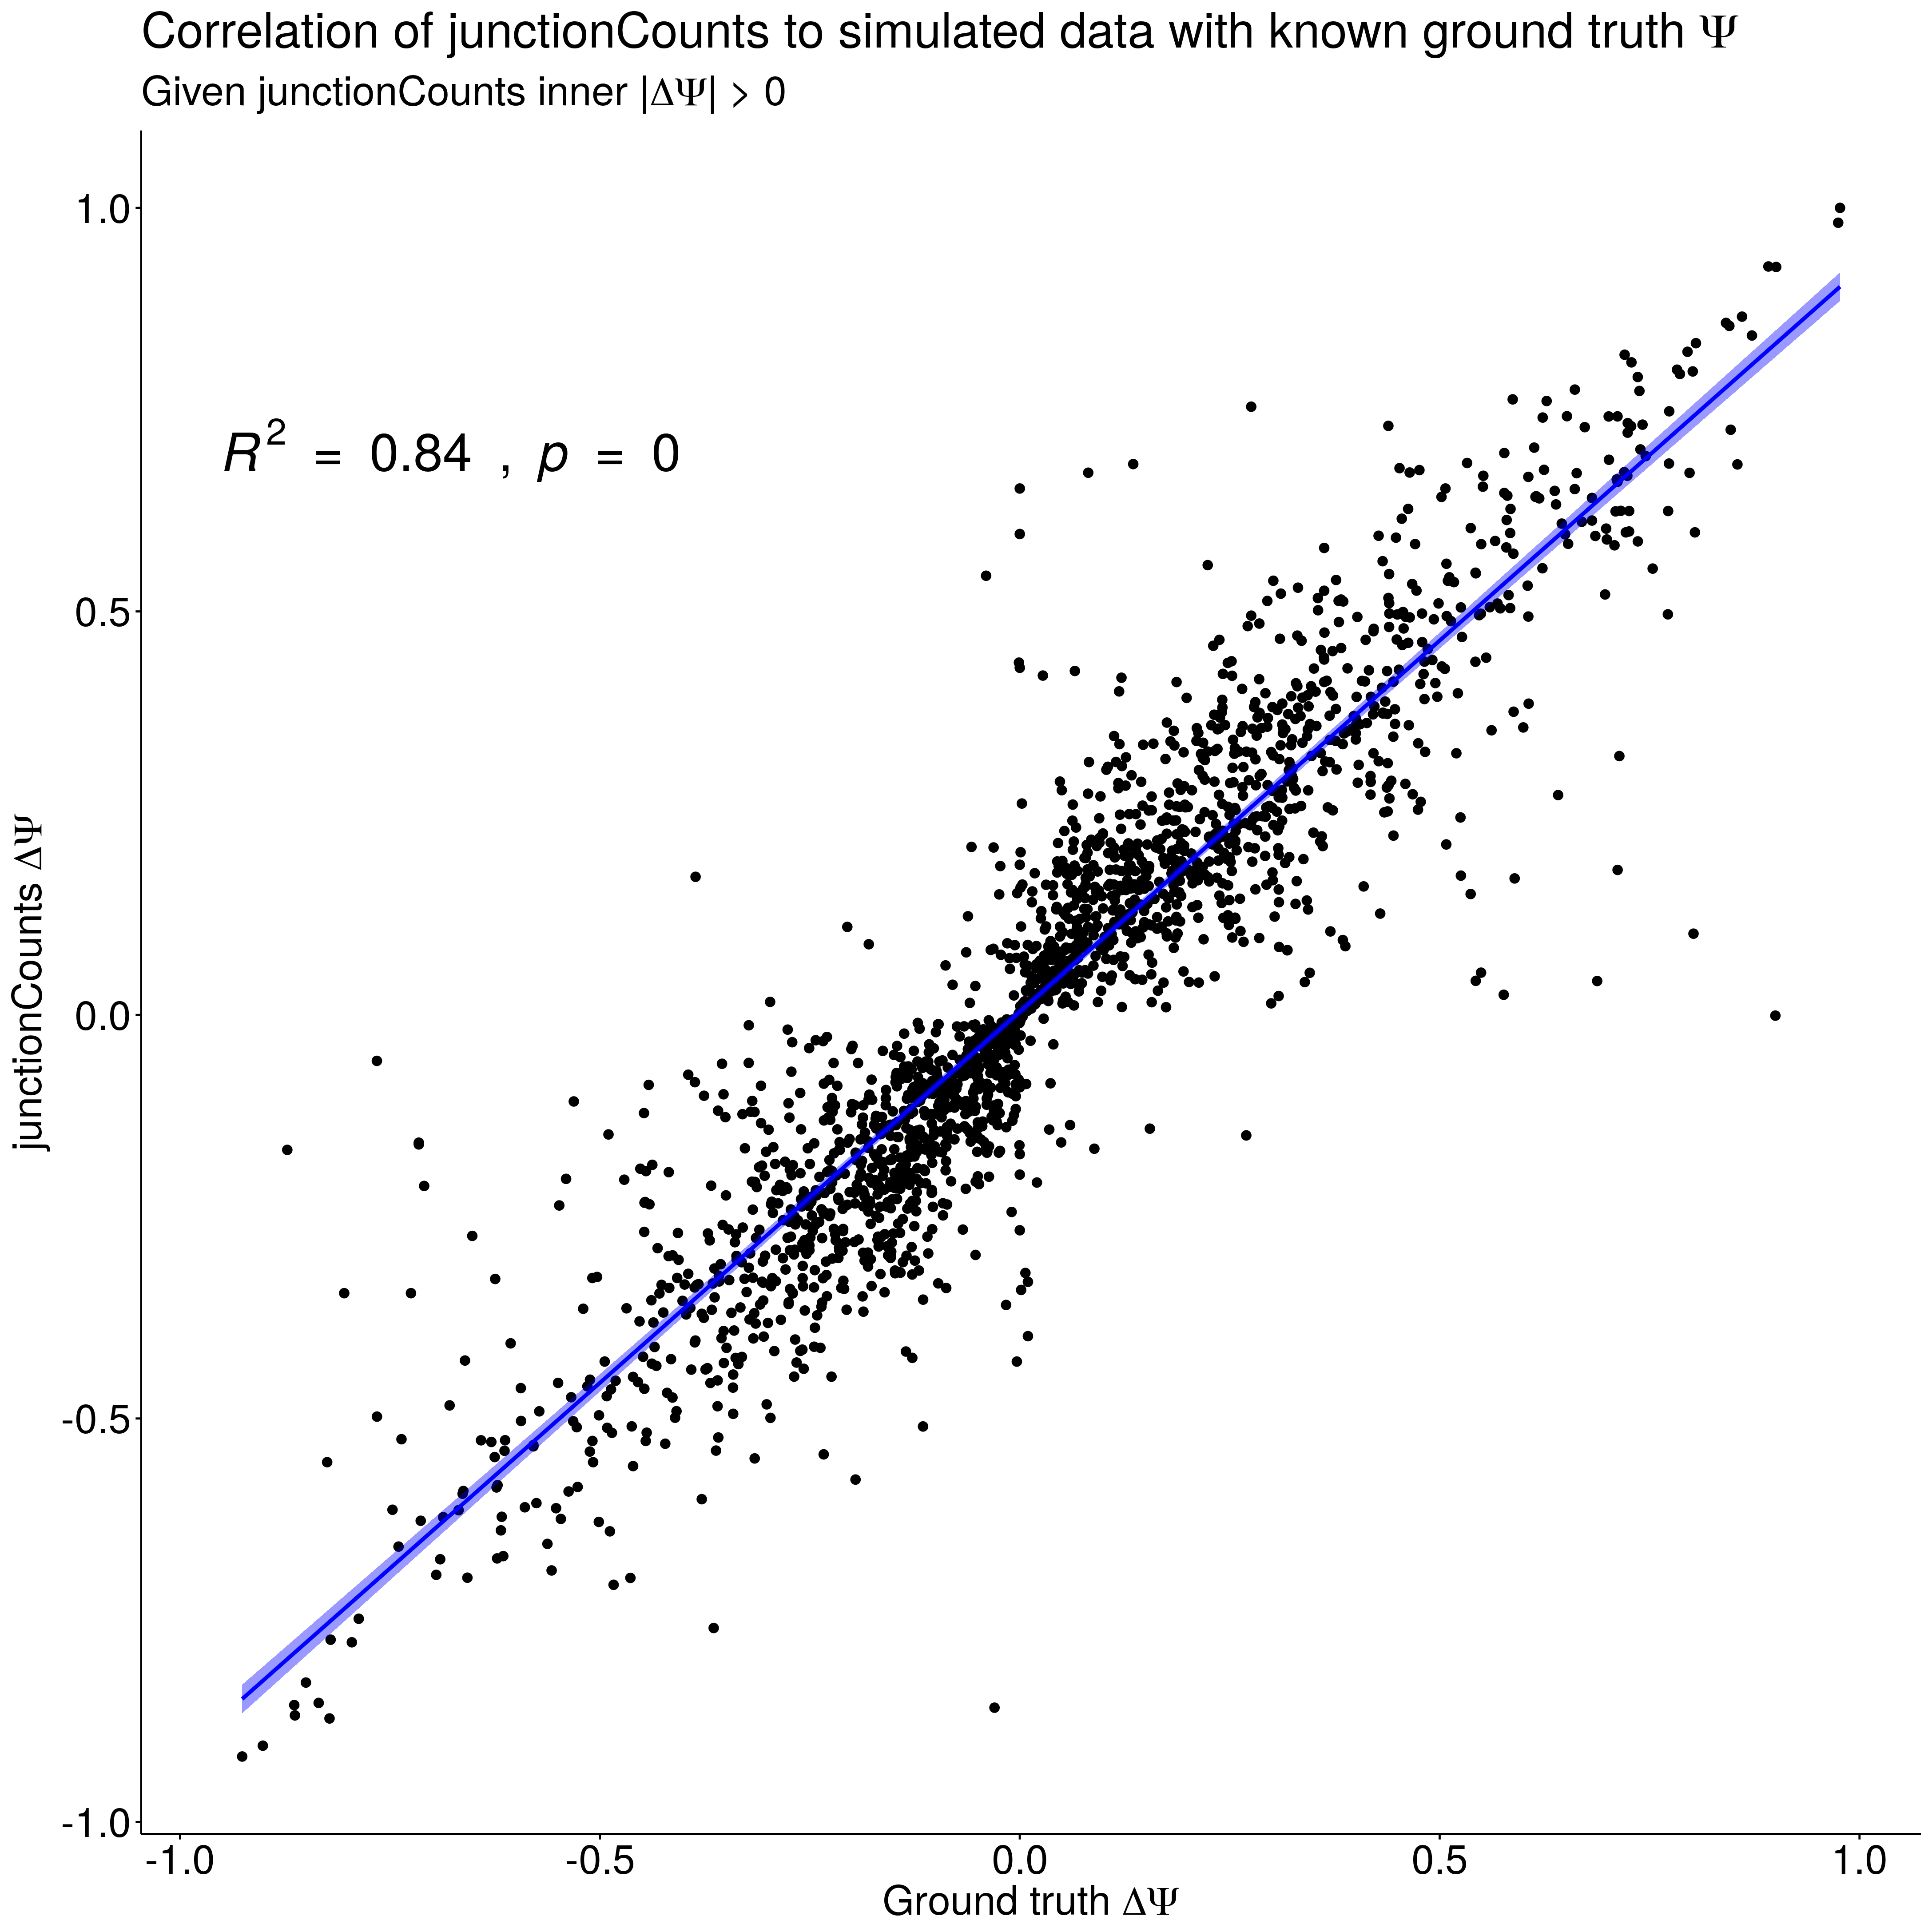 Correlation of junctionCounts to simulated data with known ground truth Ψ
Given junctionCounts inner |ΔΨ| > 0
1.0
R² = 0.84 , p = 0
0.5
junctionCounts ΔΨ
0.0
-0.5
-1.0
-1.0 -0.5 0.0 0.5 1.0
Ground truth ΔΨ